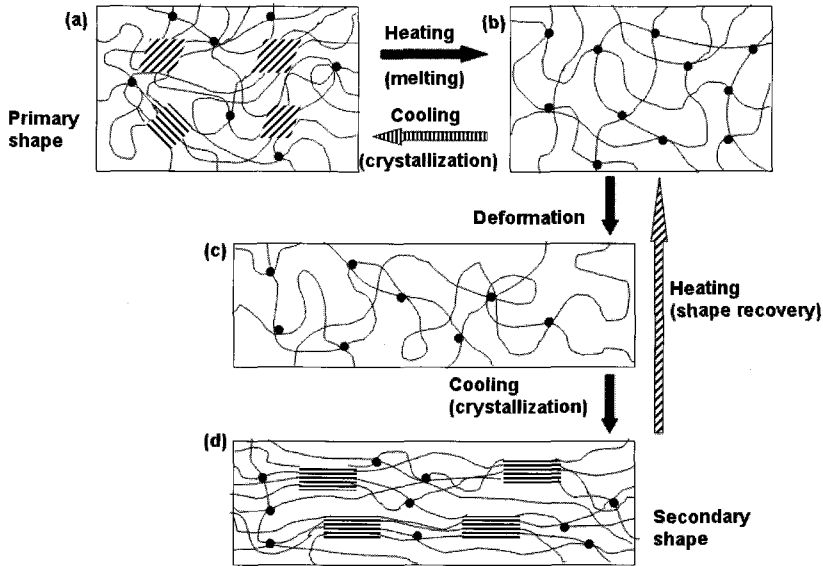 (a)
Heating
(melting)
(b)
Cooling
(crystallization)
Primary
shape
Deformation
(c)
Heating
(shape recovery)
Cooling
(crystallization)
(d)
Secondary
shape